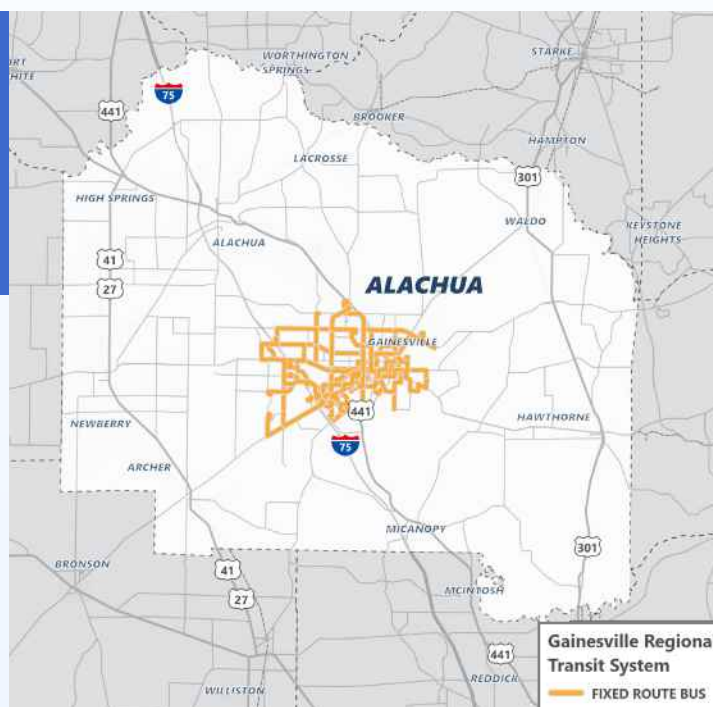 WORTHINGTON
SPRINGS
STARKE
75
441
BROOKER
HAMPTON
LACROSSE
301
HIGH SPRINGS
WALDO
KEYSTONE
HEIGHTS
ALACHUA
41
27
ALACHUA
GAINESVILLE
441
NEWBERRY
HAWTHORNE
75
ARCHER
MICANOPY
301
BRONSON
41
27
MCINTOSH
441
REDDICK
WILLISTON
Gainesville Regiona
Transit System
FIXED ROUTE BUS